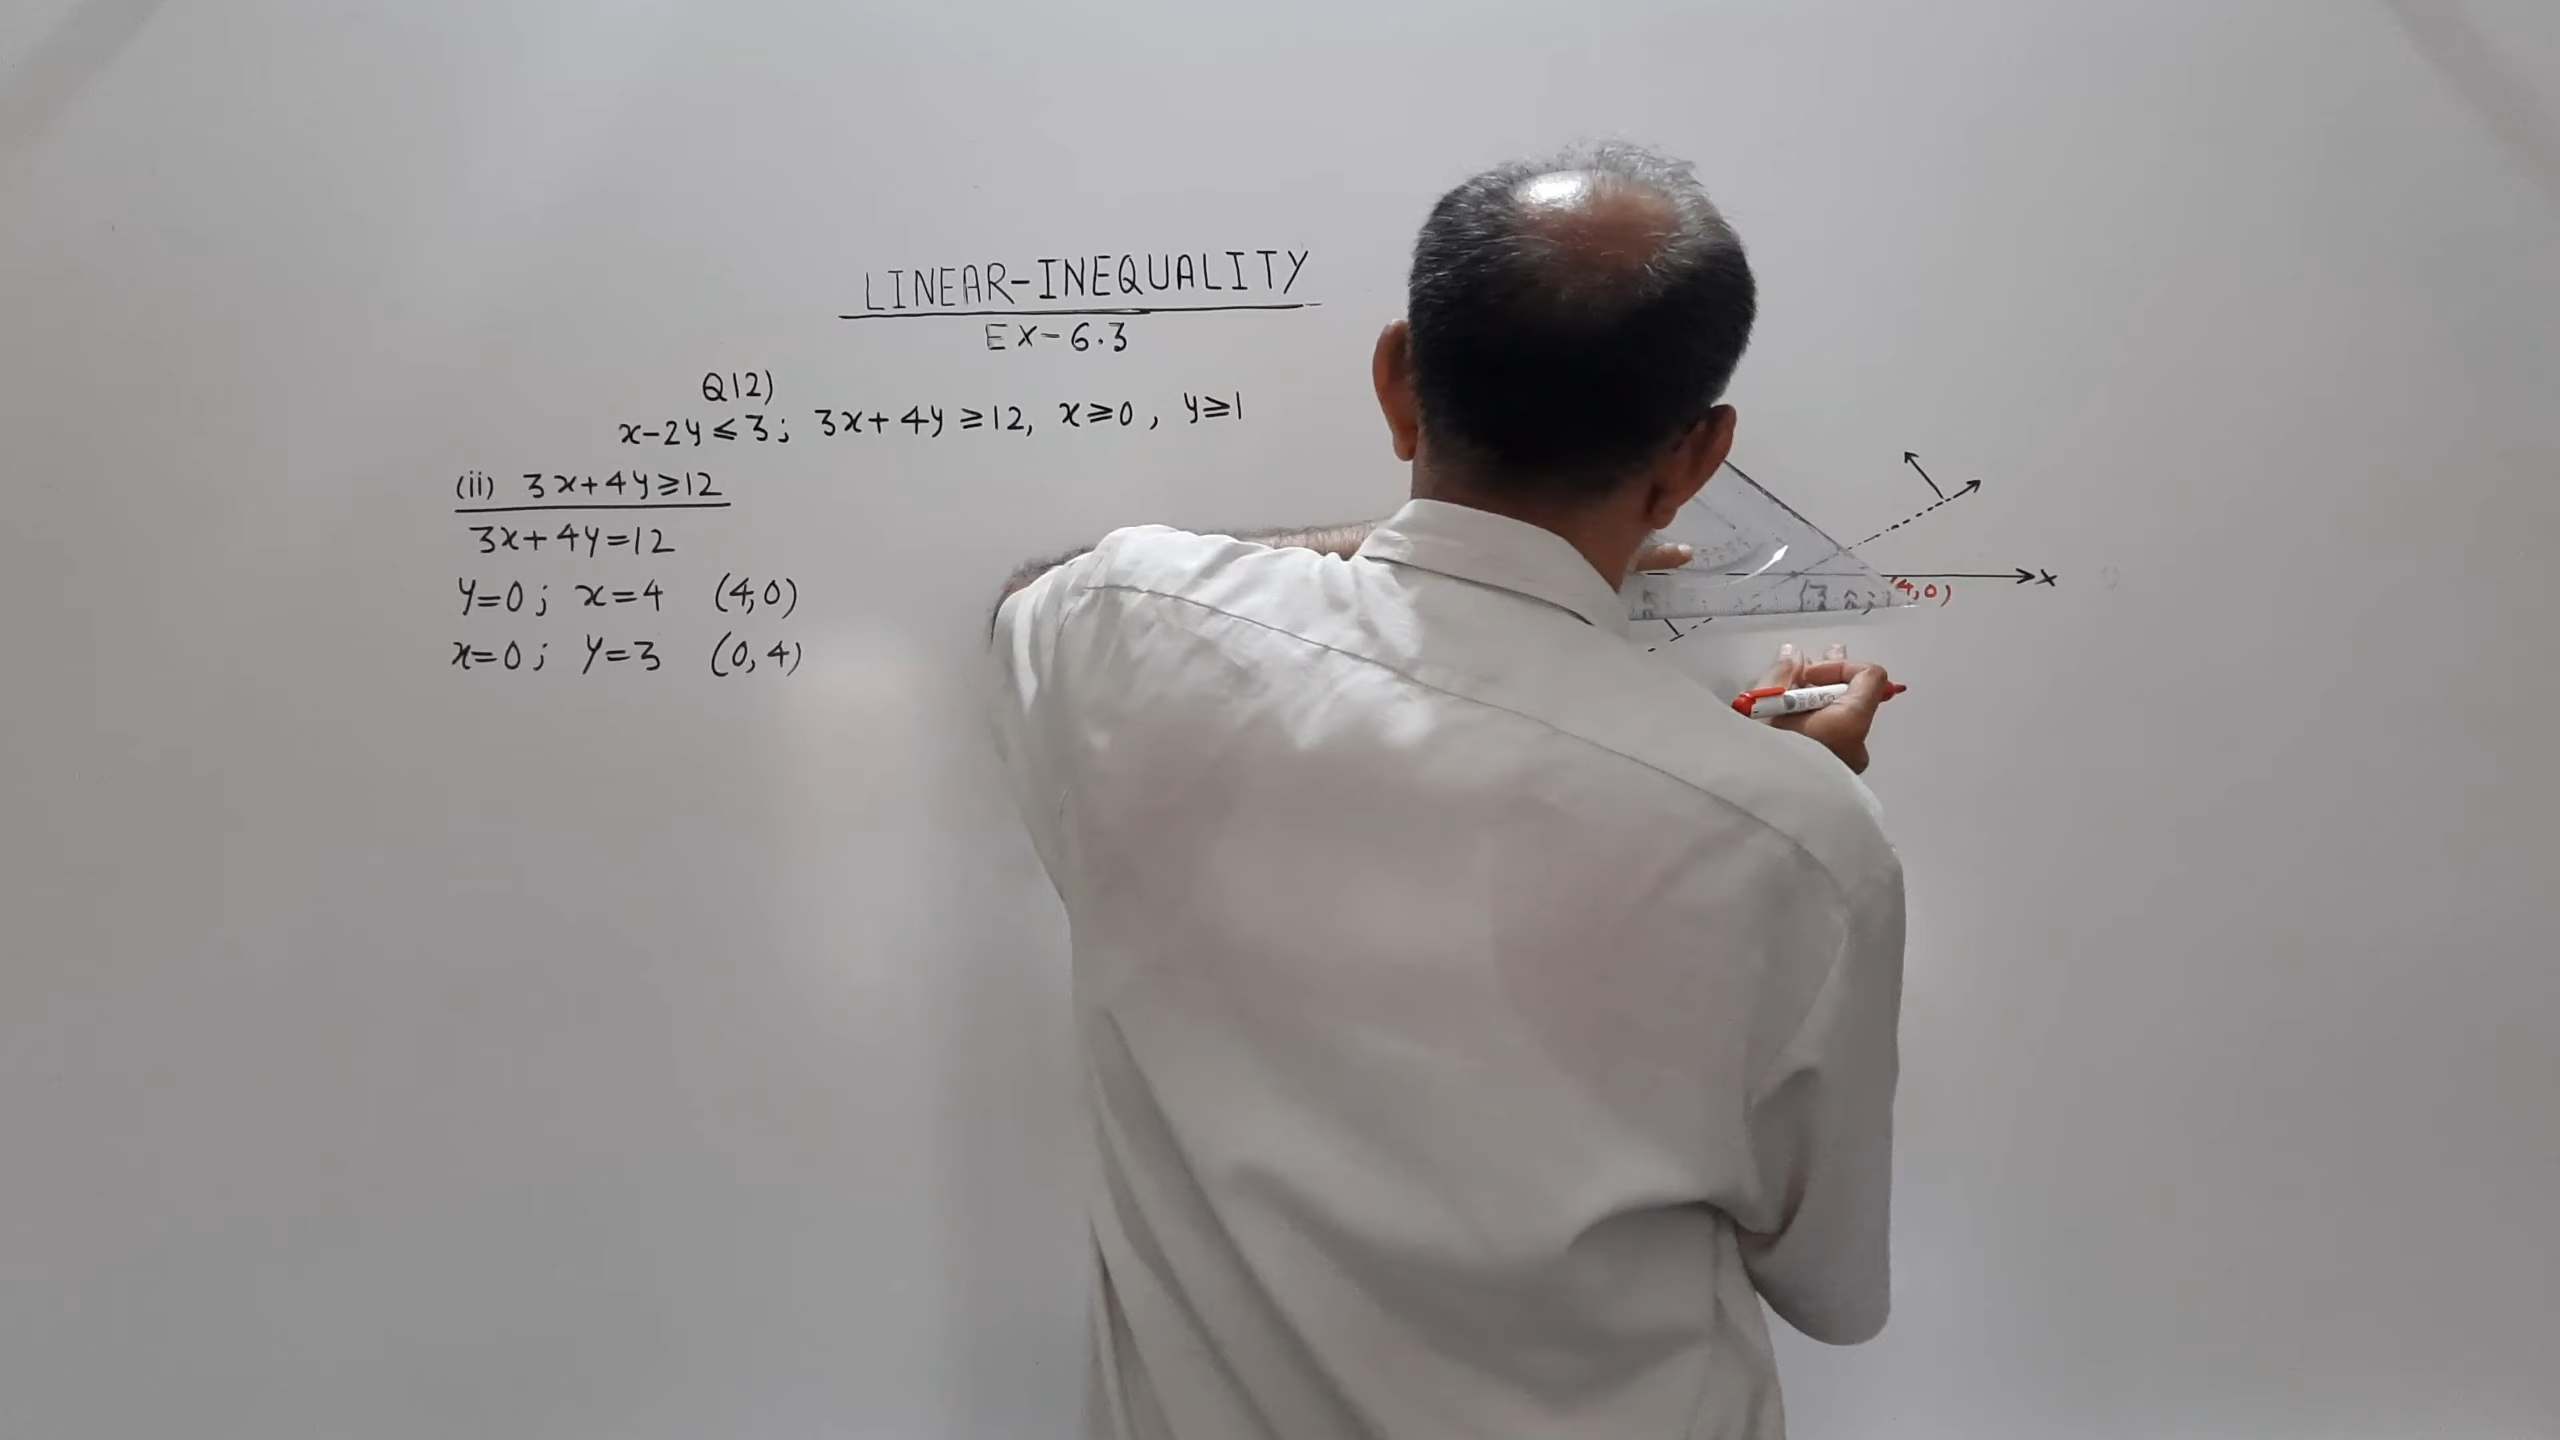 LINEAR-INEQUALITY
EX-6.3
Q12)
x-2y≤3; 3x+4y≥12, x≥0, y≥1
(ii) 3x+4y≥12
3x+4y=12
y=0; x=4 (4,0)
x=0; y=3 (0,4)
x
(4,0)